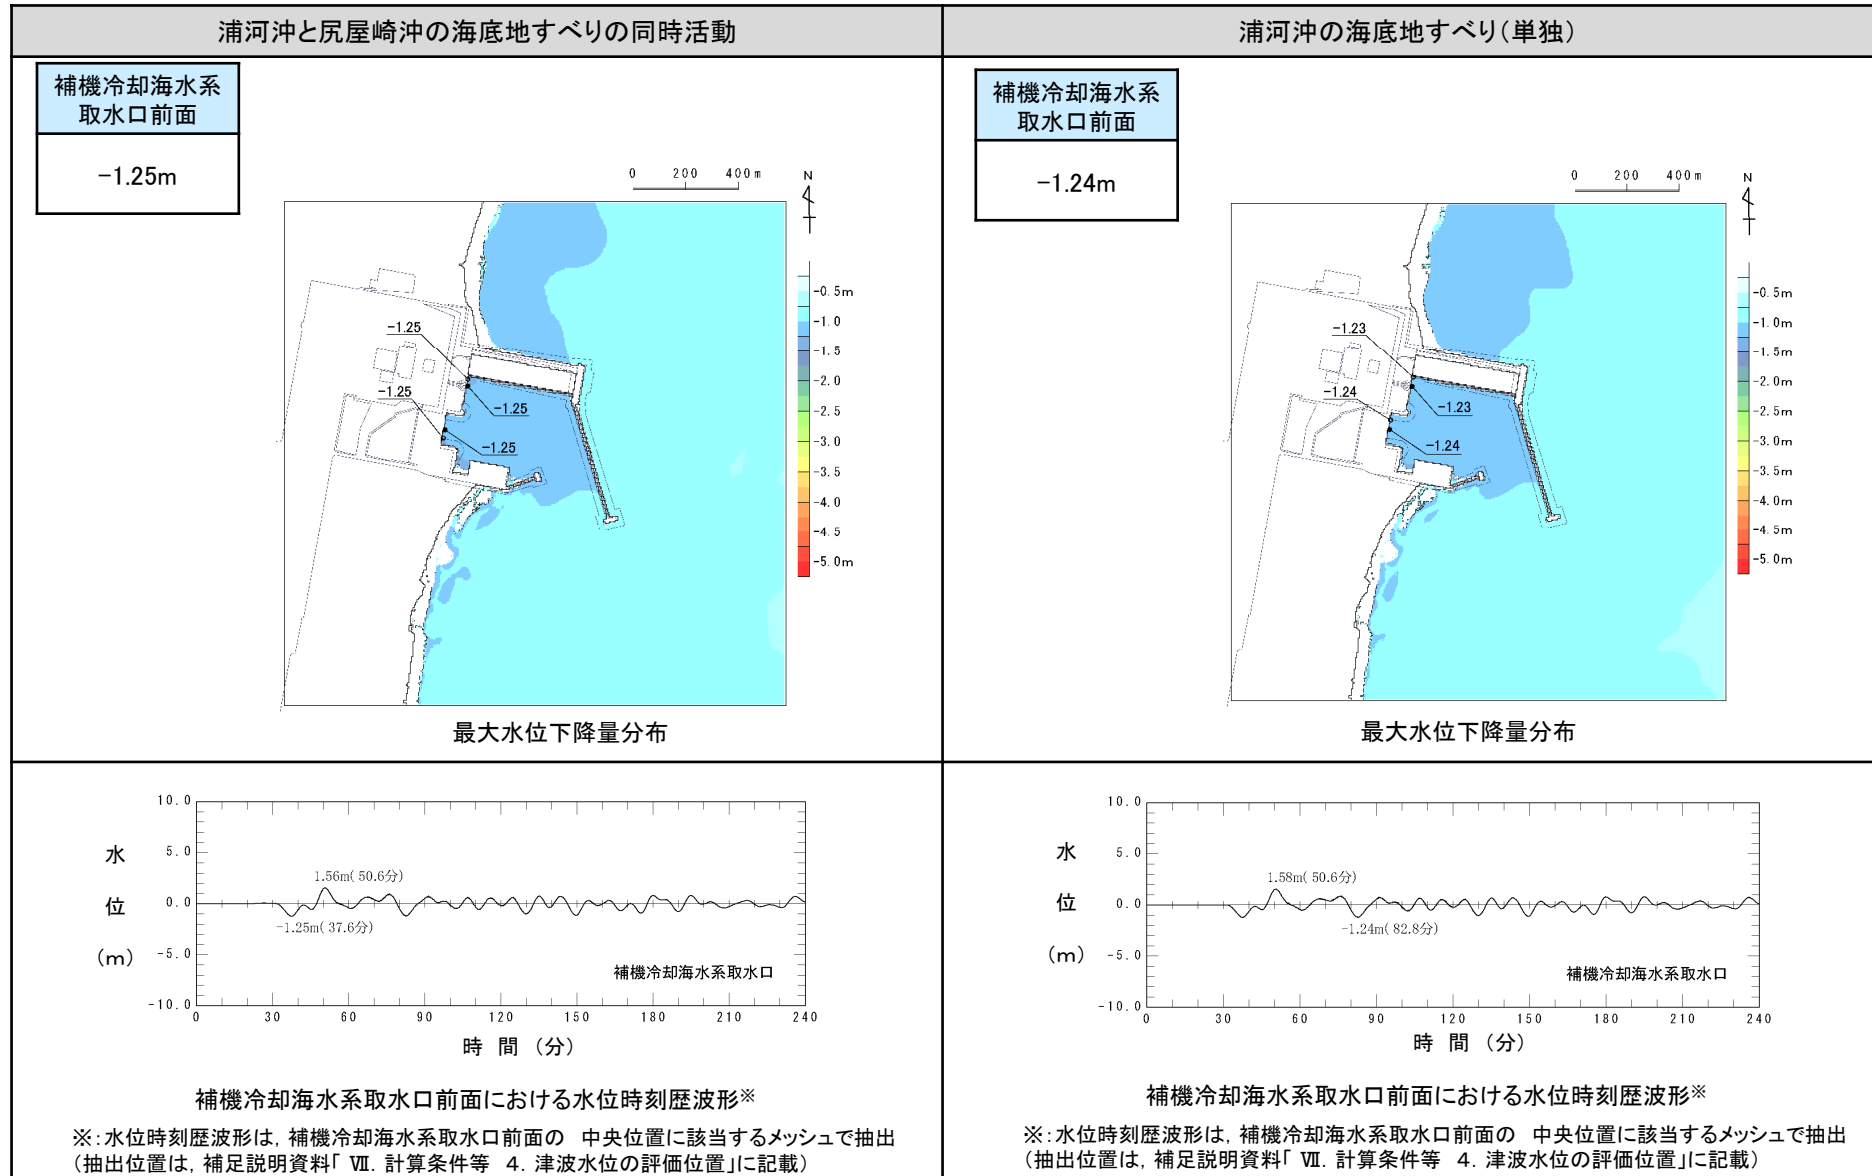 浦河沖と尻屋崎沖の海底地すべりの同時活動
補機冷却海水系
取水口前面
-1.25m
0 200 400m
N
-0.5m
-1.0
-1.5
-2.0
-2.5
-3.0
-3.5
-4.0
-4.5
-5.0m
-1.25
-1.25
-1.25
-1.25
最大水位下降量分布
10.0
5.0
0.0
-5.0
-10.0
水
位
(m)
1.56m( 50.6分)
-1.25m( 37.6分)
補機冷却海水系取水口
0 30 60 90 120 150 180 210 240
時 間 (分)
補機冷却海水系取水口前面における水位時刻歴波形※
※:水位時刻歴波形は,補機冷却海水系取水口前面の 中央位置に該当するメッシュで抽出
(抽出位置は,補足説明資料「 Ⅶ. 計算条件等 4. 津波水位の評価位置」に記載)
浦河沖の海底地すべり(単独)
補機冷却海水系
取水口前面
-1.24m
0 200 400m
N
-0.5m
-1.0m
-1.5m
-2.0m
-2.5m
-3.0m
-3.5m
-4.0m
-4.5m
-5.0m
-1.23
-1.24
-1.23
-1.24
最大水位下降量分布
10.0
5.0
0.0
-5.0
-10.0
水
位
(m)
1.58m( 50.6分)
-1.24m( 82.8分)
補機冷却海水系取水口
0 30 60 90 120 150 180 210 240
時 間 (分)
補機冷却海水系取水口前面における水位時刻歴波形※
※:水位時刻歴波形は,補機冷却海水系取水口前面の 中央位置に該当するメッシュで抽出
(抽出位置は,補足説明資料「 Ⅶ. 計算条件等 4. 津波水位の評価位置」に記載)